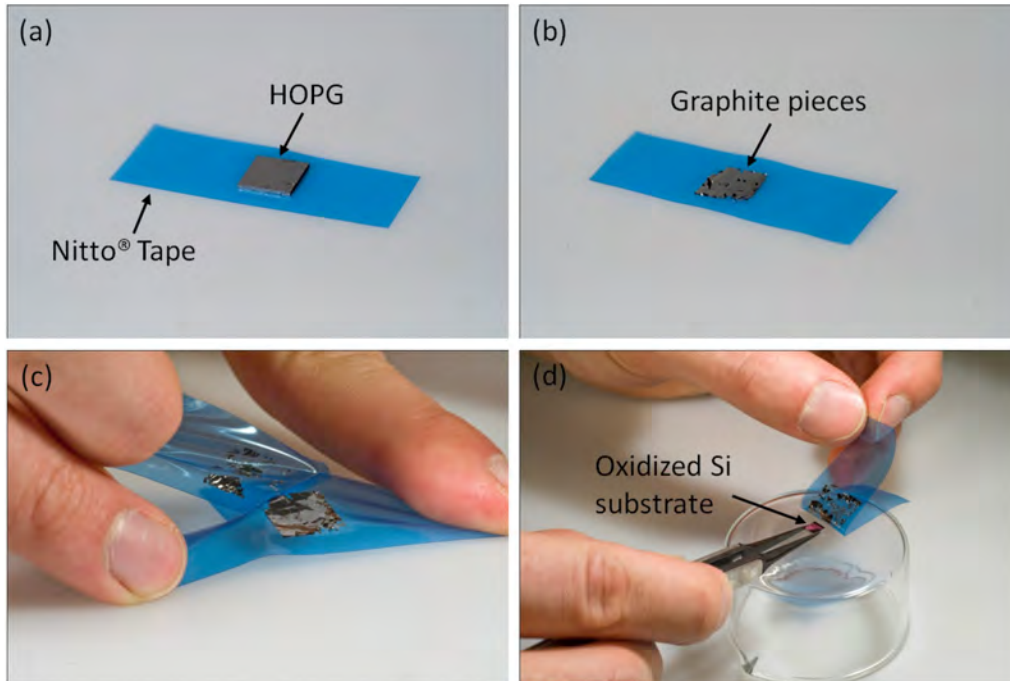 (a)
HOPG
Nitto® Tape
(b)
Graphite pieces
(c)
(d)
Oxidized Si
substrate